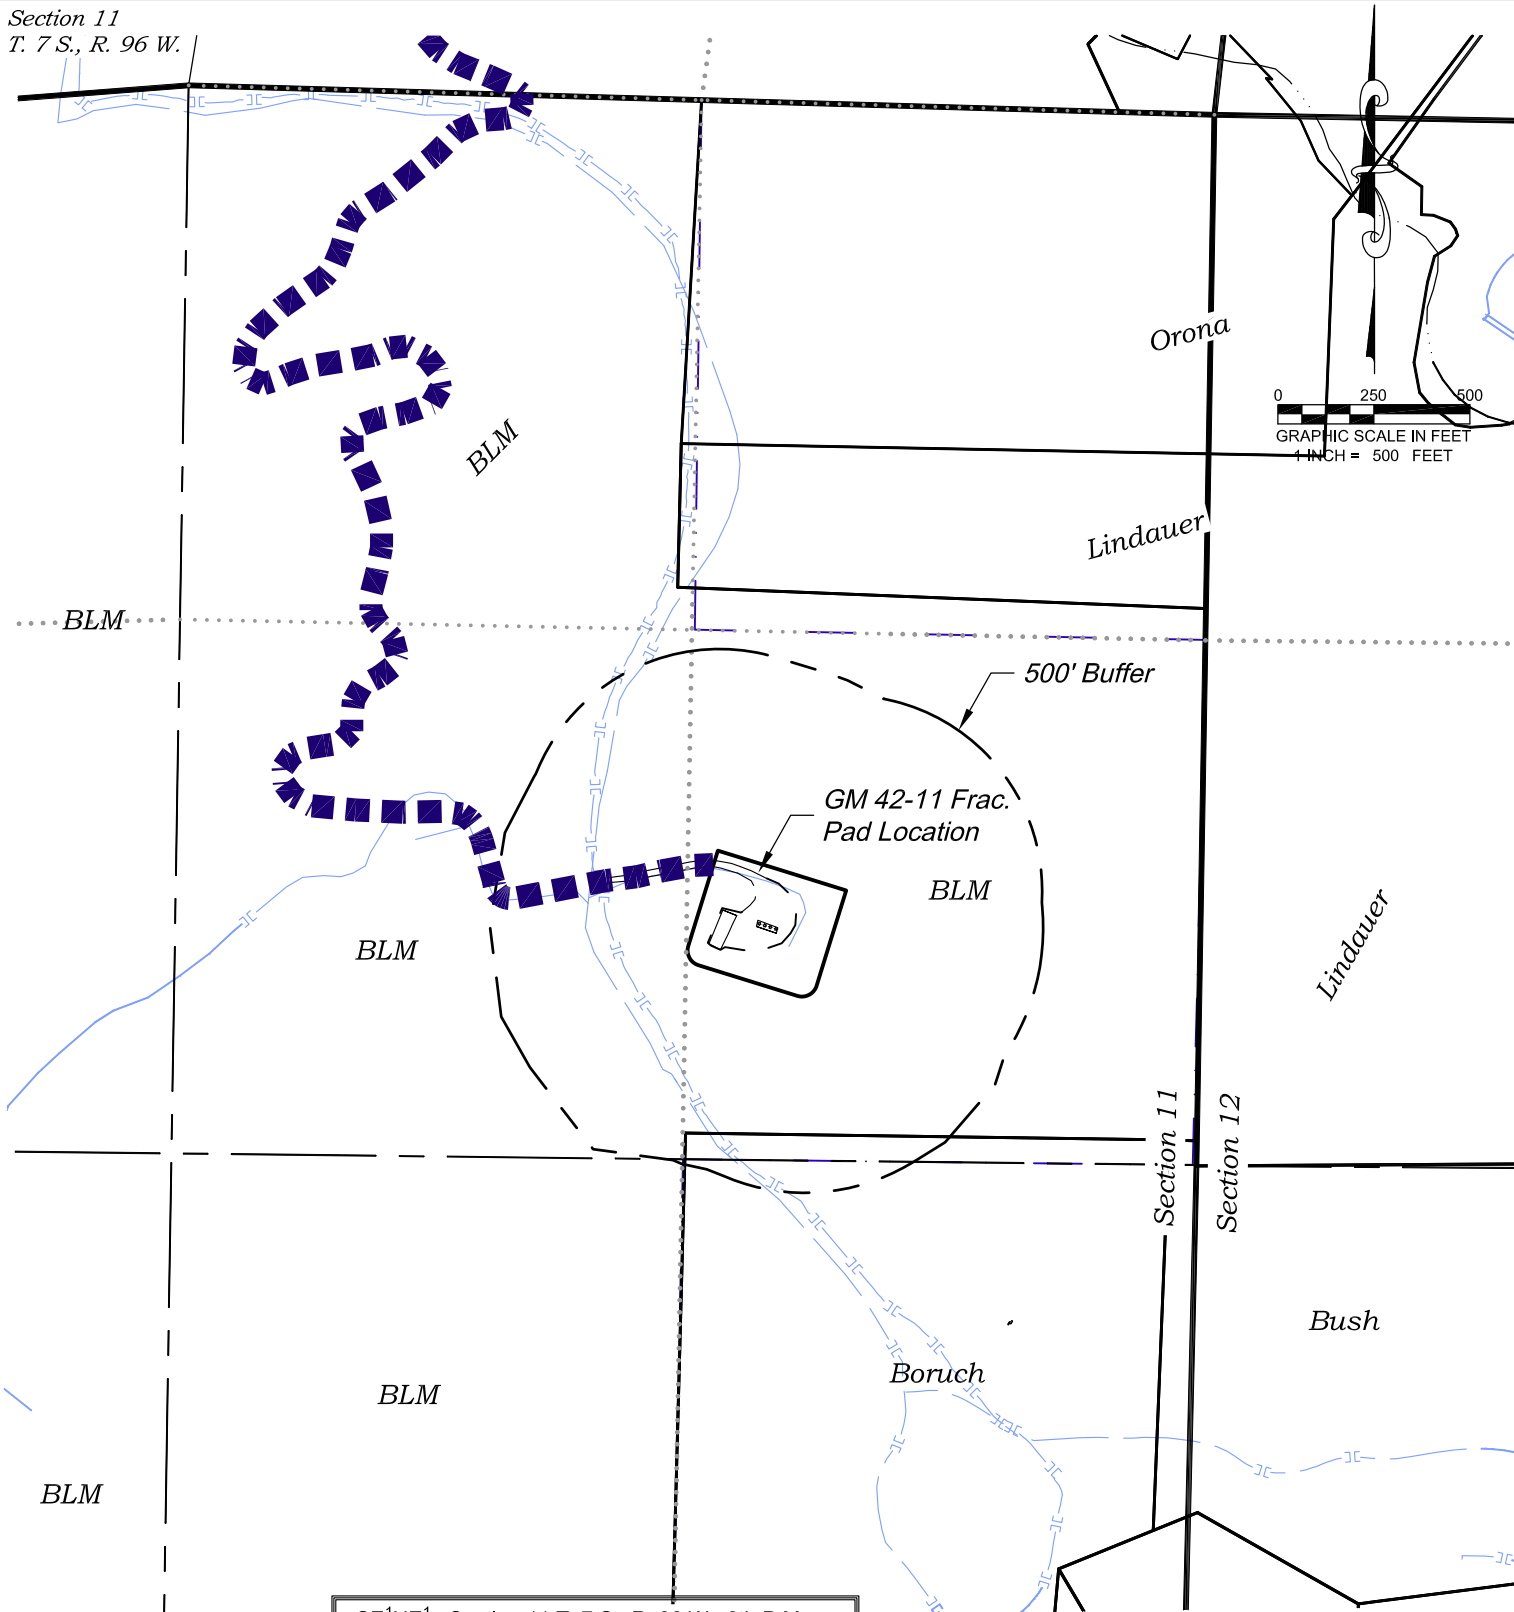 Section 11
T. 7 S., R. 96 W.
Orona
0 250 500
GRAPHIC SCALE IN FEET
1 INCH = 500 FEET
BLM
Lindauer
BLM
500' Buffer
GM 42-11 Frac.
Pad Location
BLM
BLM
Lindauer
Section 11
Section 12
Bush
Boruch
BLM
BLM